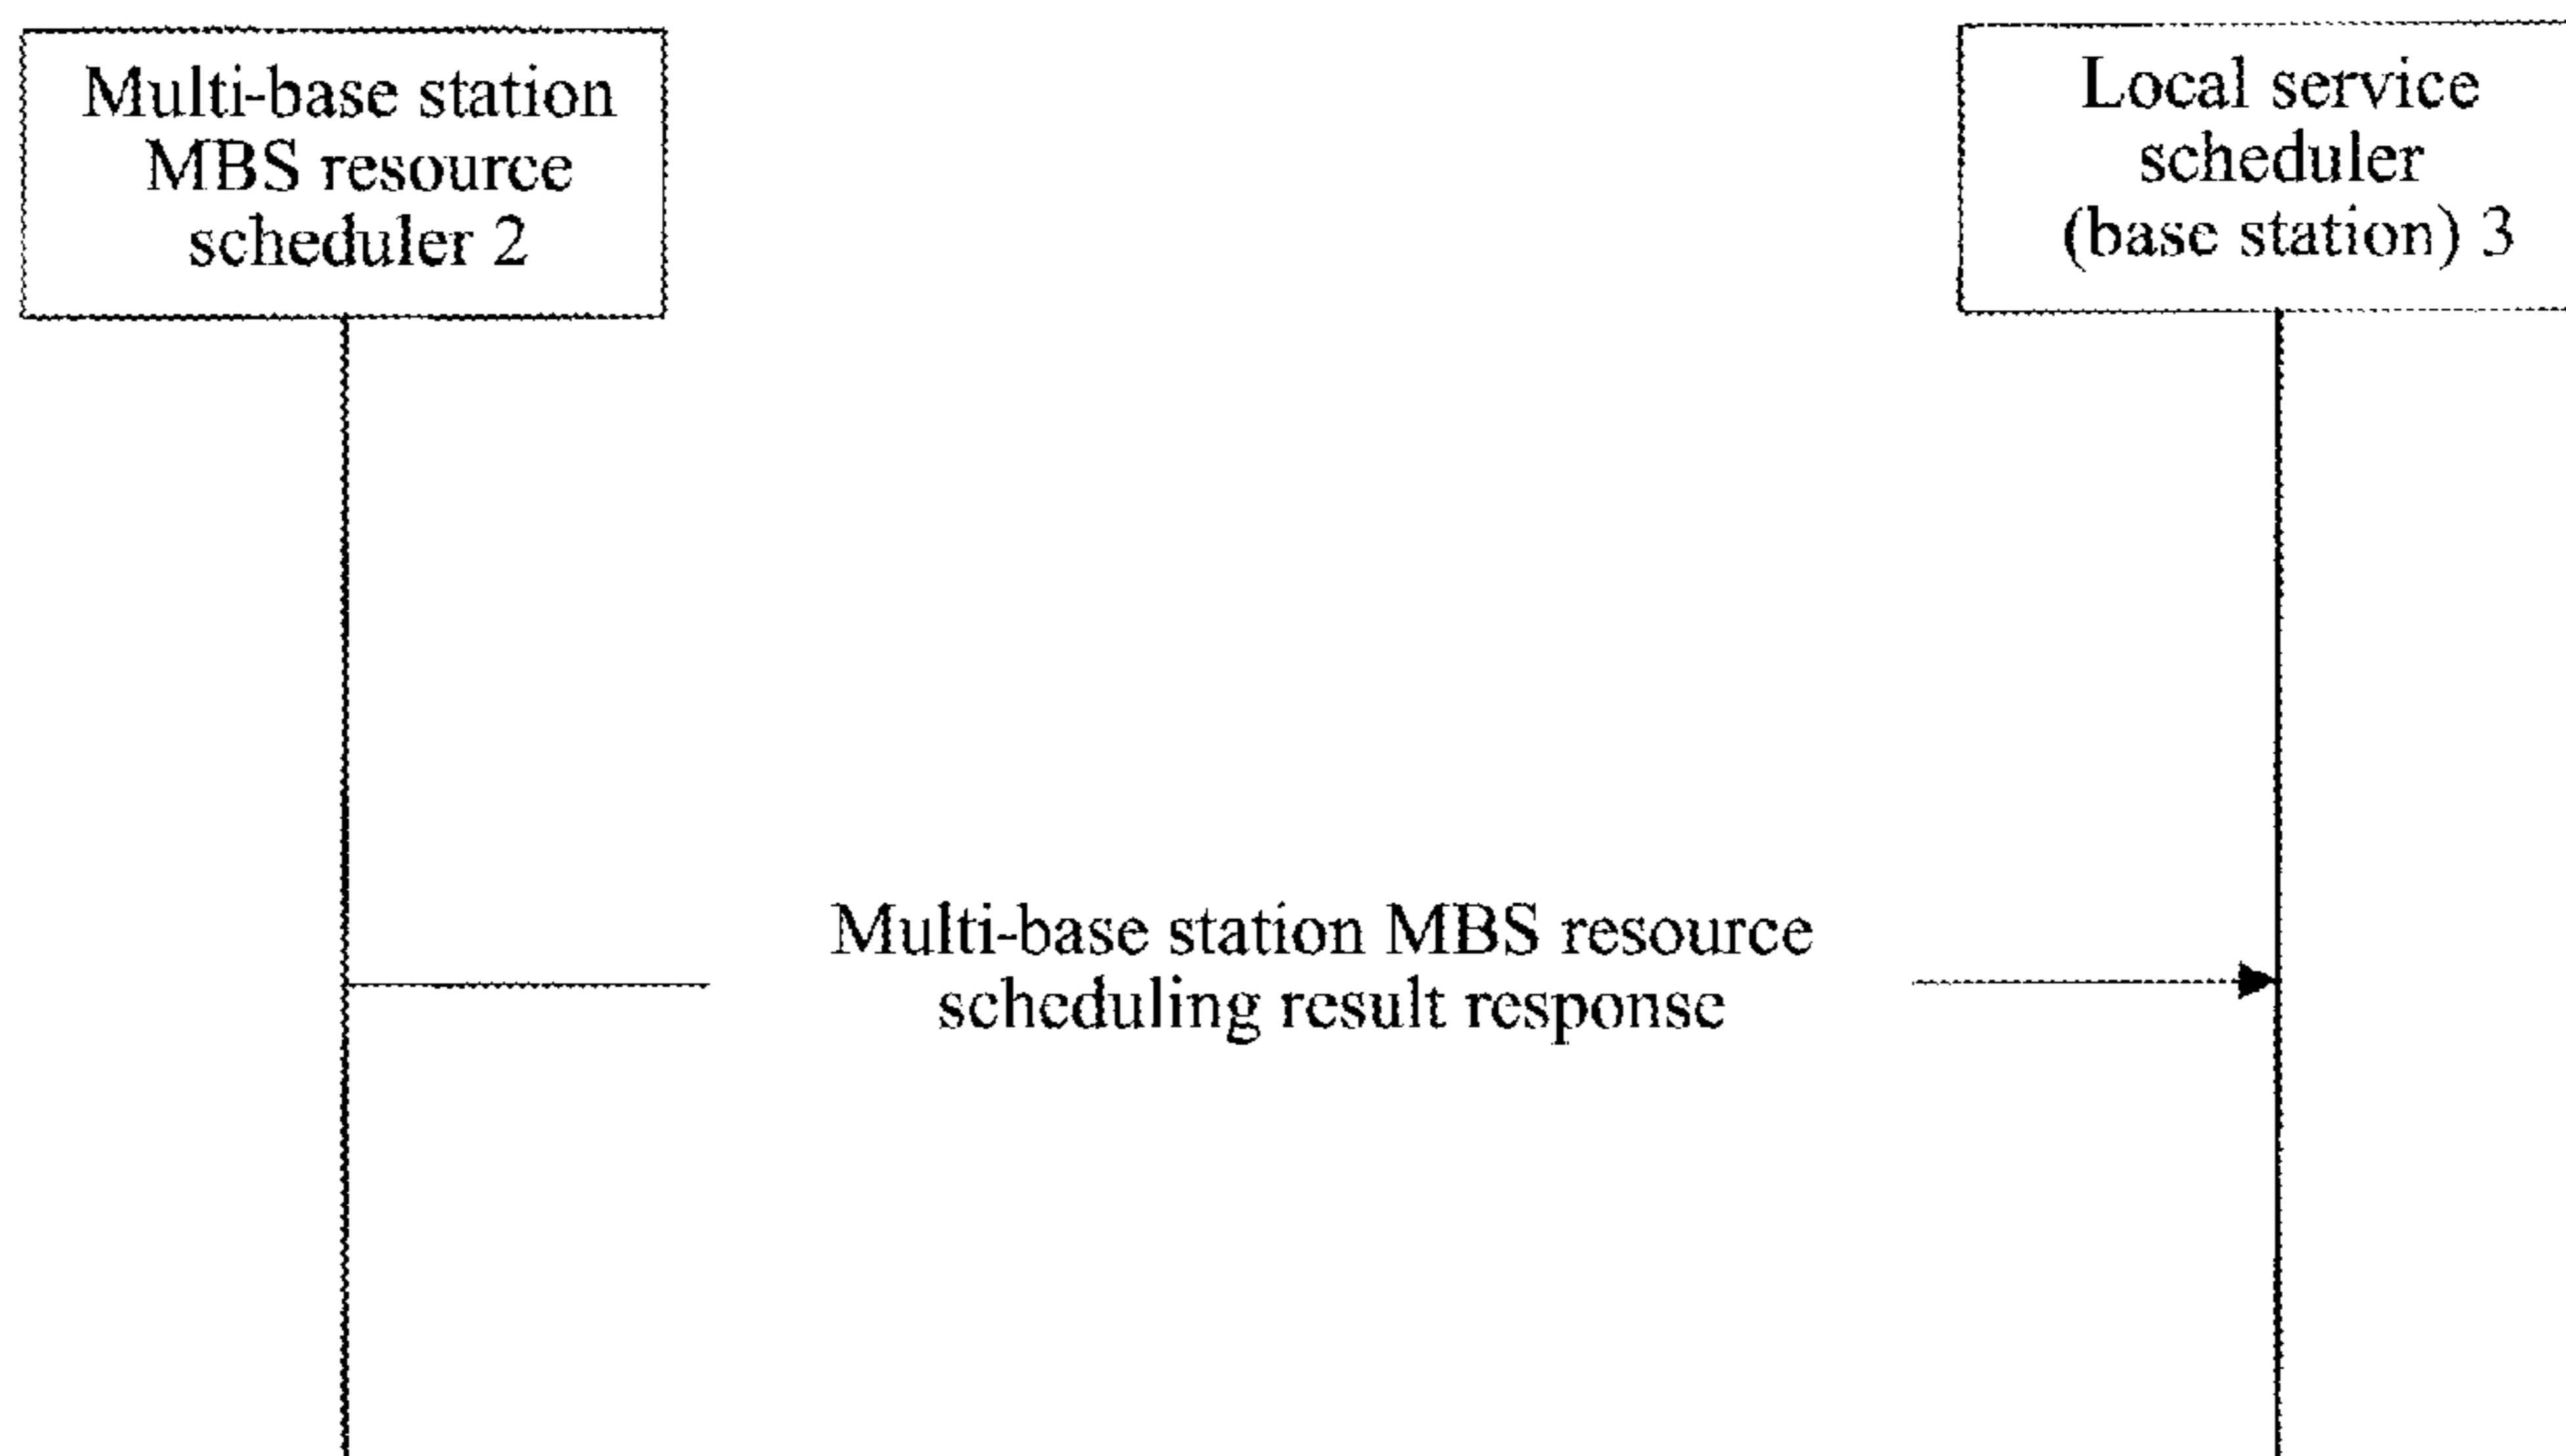 Multi-base station
MBS resource
scheduler 2
Local service
scheduler
(base station) 3
Multi-base station MBS resource
scheduling result response